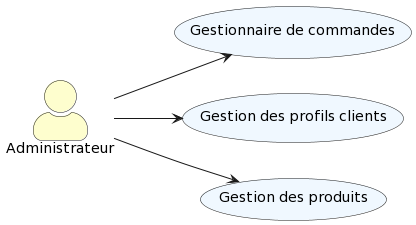 Gestionnaire de commandes
Gestion des profils clients
Administrateur
Gestion des produits